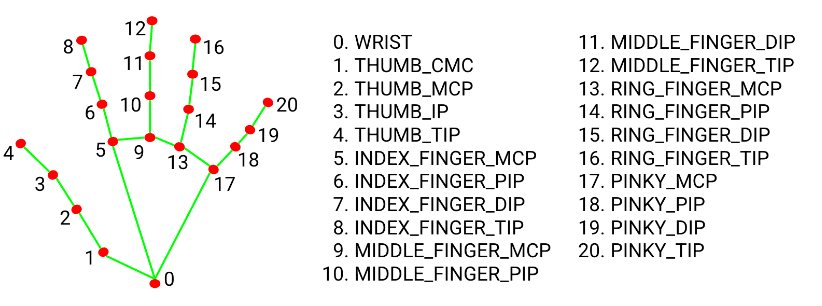 12
8
16
11
7
15
10
6
14
20
19
4
5
9
13
18
3
17
2
1
0
0. WRIST
1. THUMB_CMC
2. THUMB_MCP
3. THUMB_IP
4. THUMB_TIP
5. INDEX_FINGER_MCP
6. INDEX_FINGER_PIP
7. INDEX_FINGER_DIP
8. INDEX_FINGER_TIP
9. MIDDLE_FINGER_MCP
10. MIDDLE_FINGER_PIP
11. MIDDLE_FINGER_DIP
12. MIDDLE_FINGER_TIP
13. RING_FINGER_MCP
14. RING_FINGER_PIP
15. RING_FINGER_DIP
16. RING_FINGER_TIP
17. PINKY_MCP
18. PINKY_PIP
19. PINKY_DIP
20. PINKY_TIP